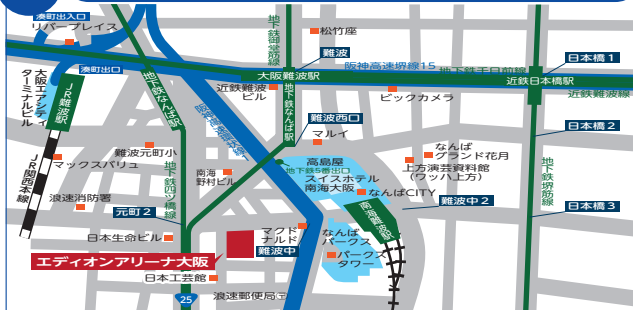 湊町出入口
リバープレイス
地下鉄御堂筋線
松竹座
難波
日本橋1
湊町出口
大阪難波駅
阪神高速堺線15
地下鉄千日前線
近鉄日本橋駅
近鉄難波線
大阪エアシティ
ターミナルビル
JR難波駅
地下鉄なんば駅
近鉄難波
ビル
地下鉄なんば駅
ビックカメラ
難波西口
日本橋2
マルイ
難波元町小
マックスバリュ
JR関西本線
地下鉄四ツ橋線
南海
野村ビル
高島屋
地下鉄5番出口
スイスホテル
南海大阪
なんばCITY
なんば
グランド花月
上方演芸資料館
(ワッハ上方)
地下鉄堺筋線
浪速消防署
元町2
南海難波駅
難波中2
日本橋3
日本生命ビル
マクド
ナルド
難波中
なんば
パークス
パークス
タワー
エディオンアリーナ大阪
日本工芸館
25
浪速郵便局〒